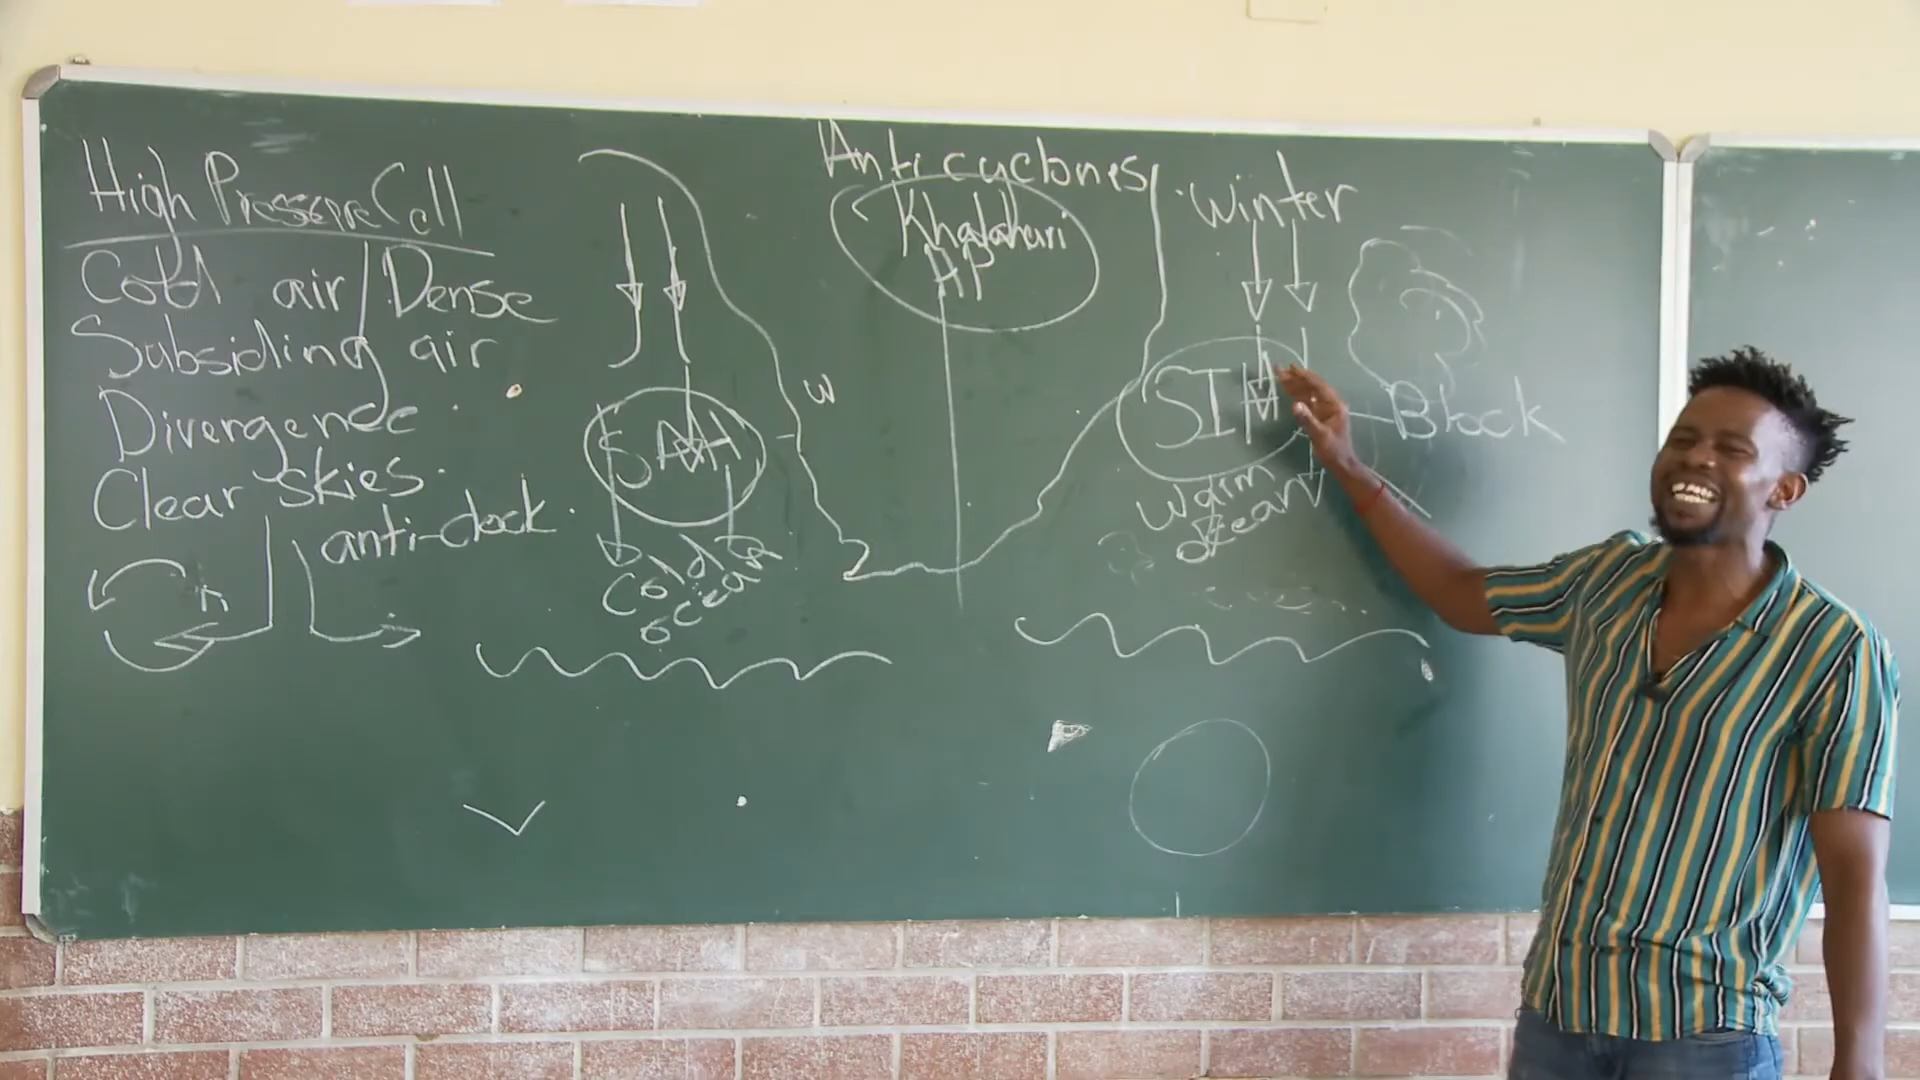 High Pressure Cell
Cold air/Dense
Subsiding air
Divergence.
Clear skies.
anti-clock.
SAH
Cold
ocean
W
Anticyclones
Khalahari
HP
Winter
SIH
Block
Warm
ocean